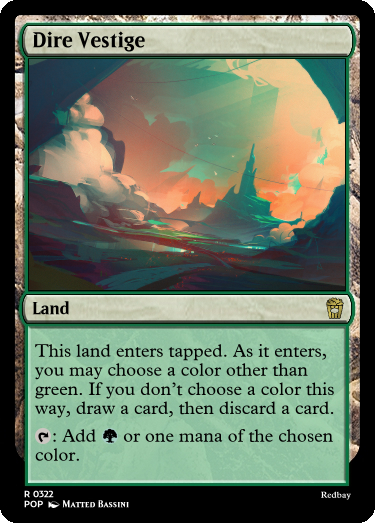 Dire Vestige
Land
This land enters tapped. As it enters,
you may choose a color other than
green. If you don't choose a color this
way, draw a card, then discard a card.
: Add or one mana of the chosen
color.
R 0322
POP Matted Bassini
Redbay